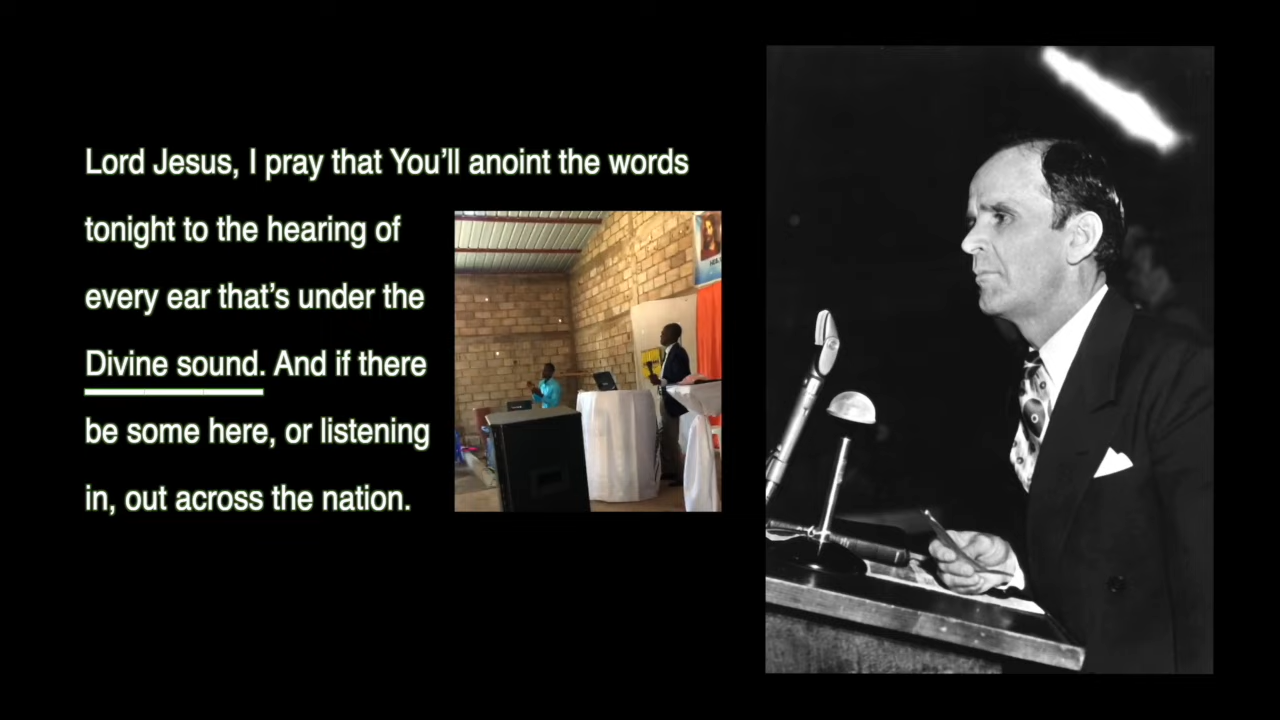 Lord Jesus, I pray that You’ll anoint the words
tonight to the hearing of
every ear that’s under the
Divine sound. And if there
be some here, or listening
in, out across the nation.